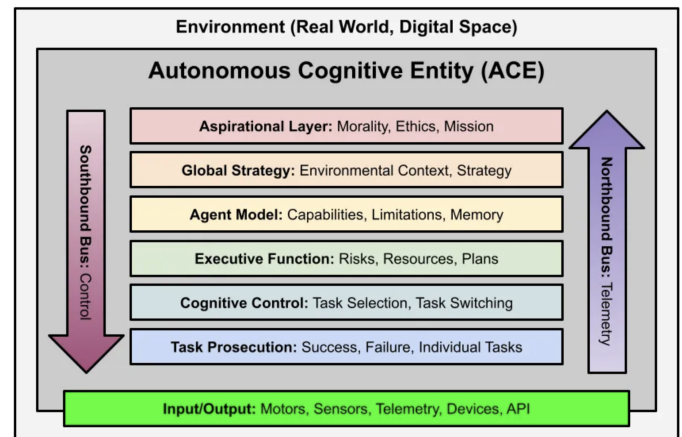 Environment (Real World, Digital Space)
Autonomous Cognitive Entity (ACE)
Southbound Bus: Control
Aspirational Layer: Morality, Ethics, Mission
Global Strategy: Environmental Context, Strategy
Agent Model: Capabilities, Limitations, Memory
Executive Function: Risks, Resources, Plans
Cognitive Control: Task Selection, Task Switching
Task Prosecution: Success, Failure, Individual Tasks
Northbound Bus: Telemetry
Input/Output: Motors, Sensors, Telemetry, Devices, API